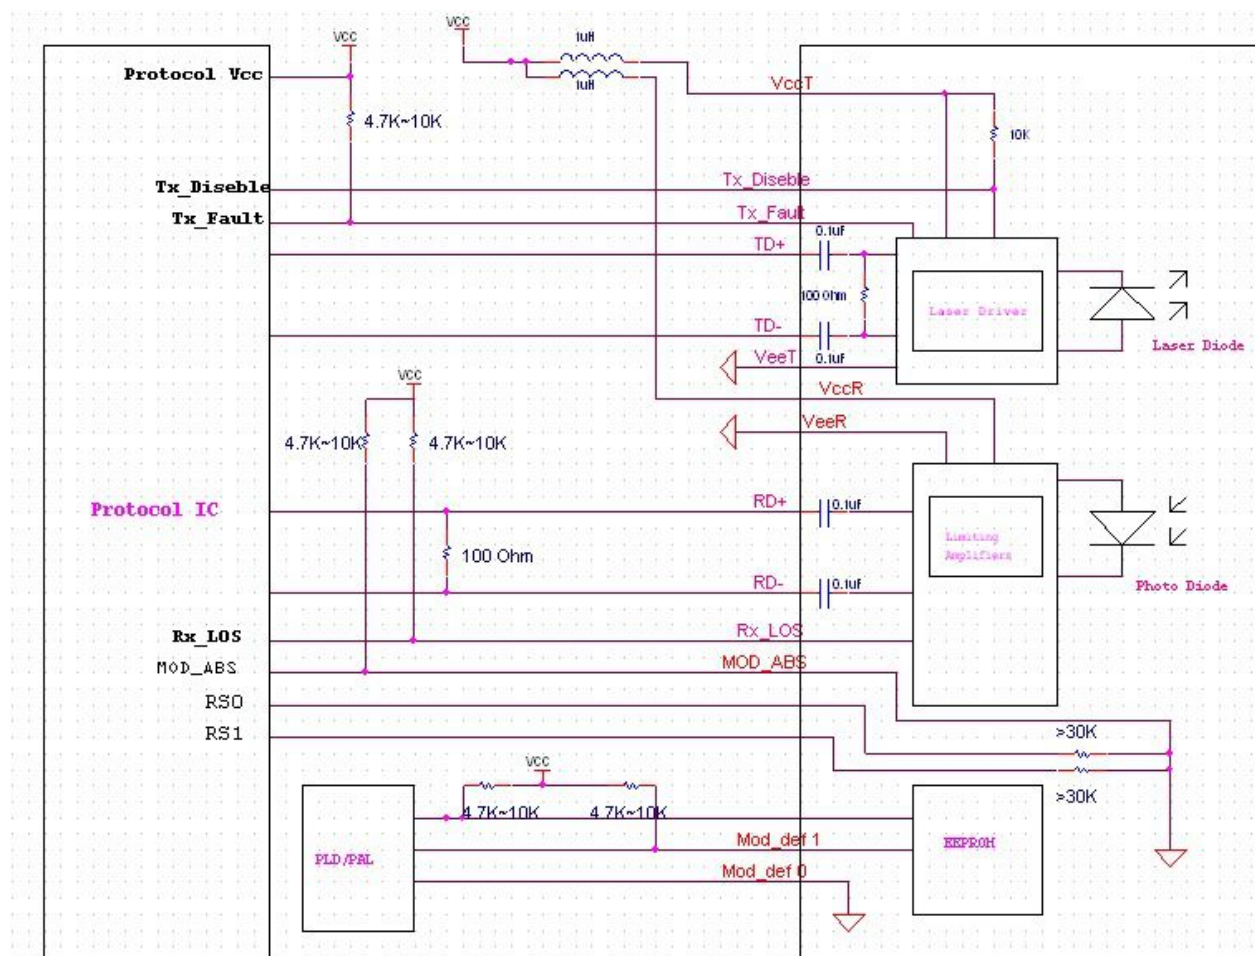 VCC
VCC
1uH
Protocol Vcc
1uH
VccT
4.7K~10K
10K
Tx_Diseble
Tx_Diseble
Tx_Fault
Tx_Fault
0.1uf
TD+
100 Ohm
Laser Driver
TD-
Laser Diode
VeeT
0.1uf
VCC
VccR
VeeR
4.7K~10K
4.7K~10K
Protocol IC
RD+
0.1uf
Limiting
Amplifiers
100 Ohm
RD-
0.1uf
Photo Diode
Rx_LOS
Rx_LOS
MOD_ABS
MOD_ABS
RS0
RS1
>30K
VCC
>30K
4.7K~10K
4.7K~10K
Mod_def 1
EEPROM
PLD/PAL
Mod_def 0